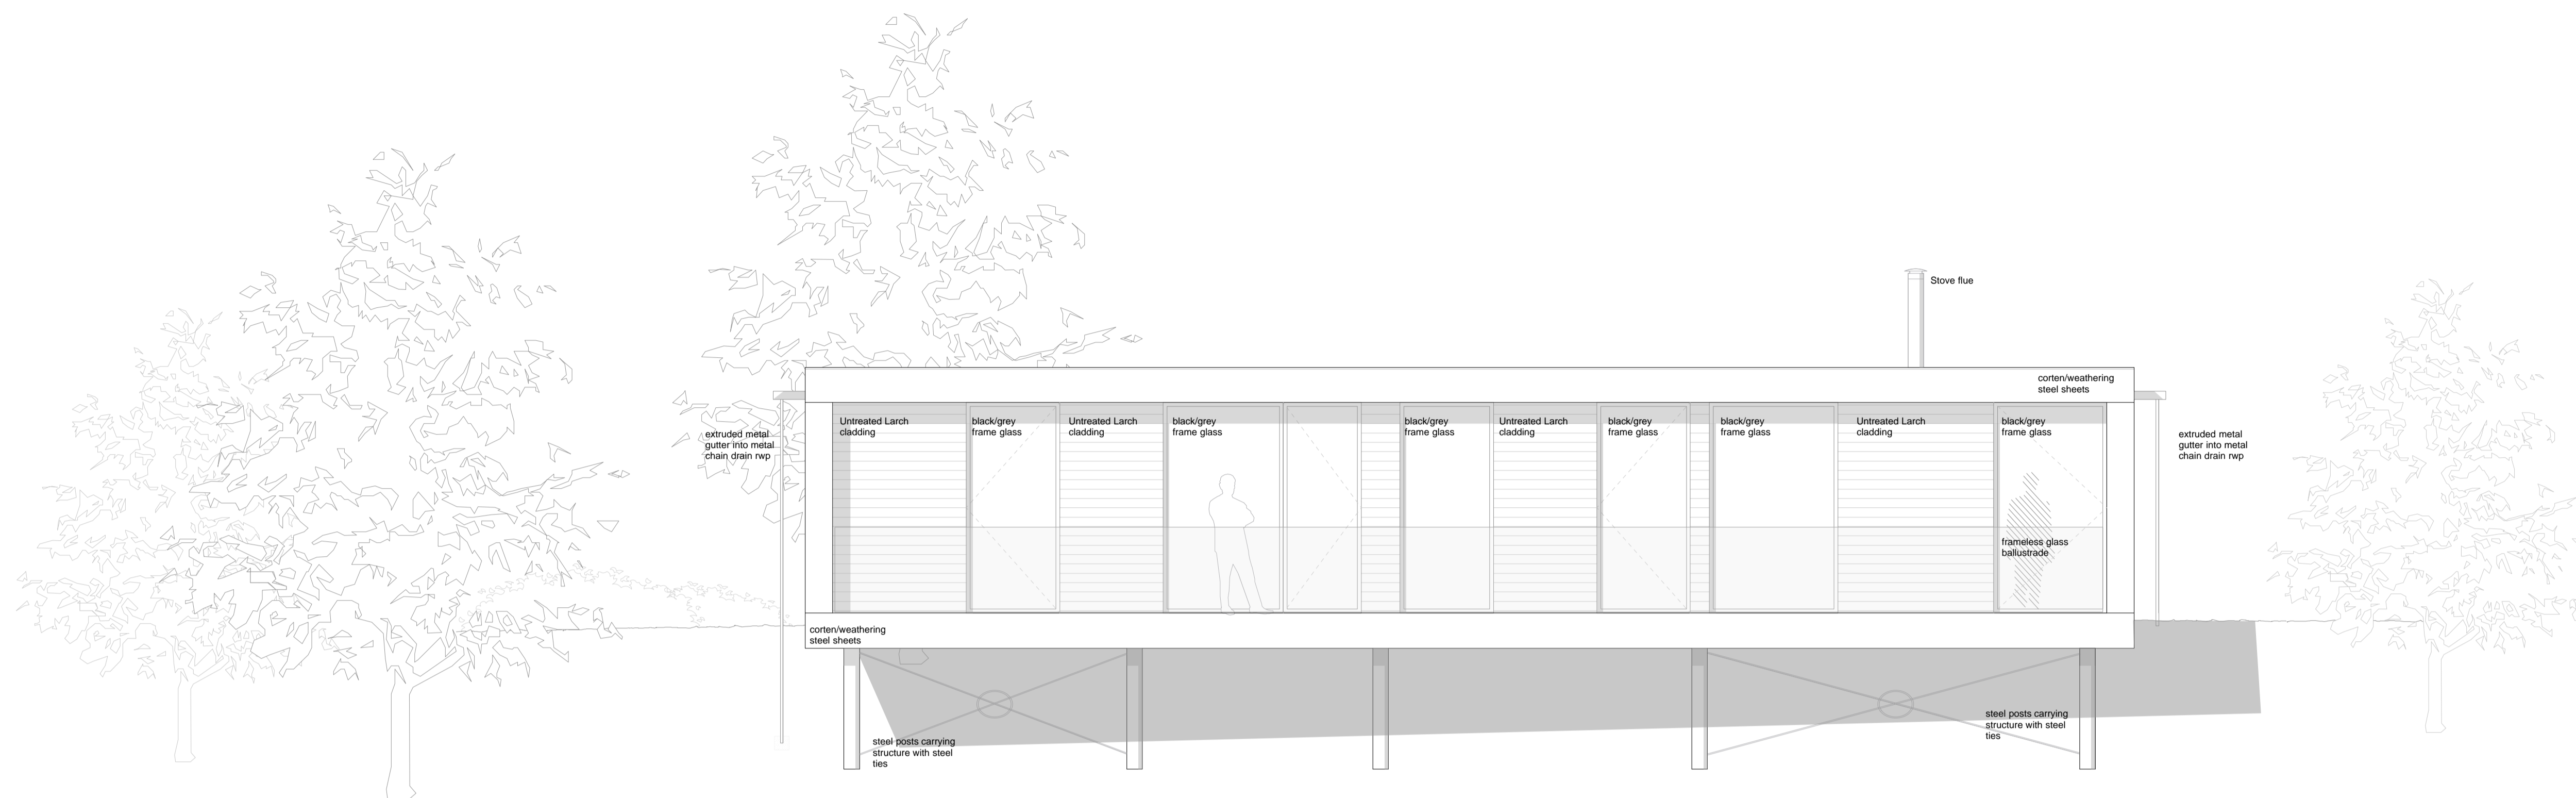 Stove flue
corten/weathering
steel sheets
Untreated Larch
cladding
black/grey
frame glass
Untreated Larch
cladding
black/grey
frame glass
black/grey
frame glass
Untreated Larch
cladding
black/grey
frame glass
black/grey
frame glass
Untreated Larch
cladding
black/grey
frame glass
extruded metal
gutter into metal
chain drain rwp
extruded metal
gutter into metal
chain drain rwp
frameless glass
ballustrade
corten/weathering
steel sheets
steel posts carrying
structure with steel
ties
steel posts carrying
structure with steel
ties